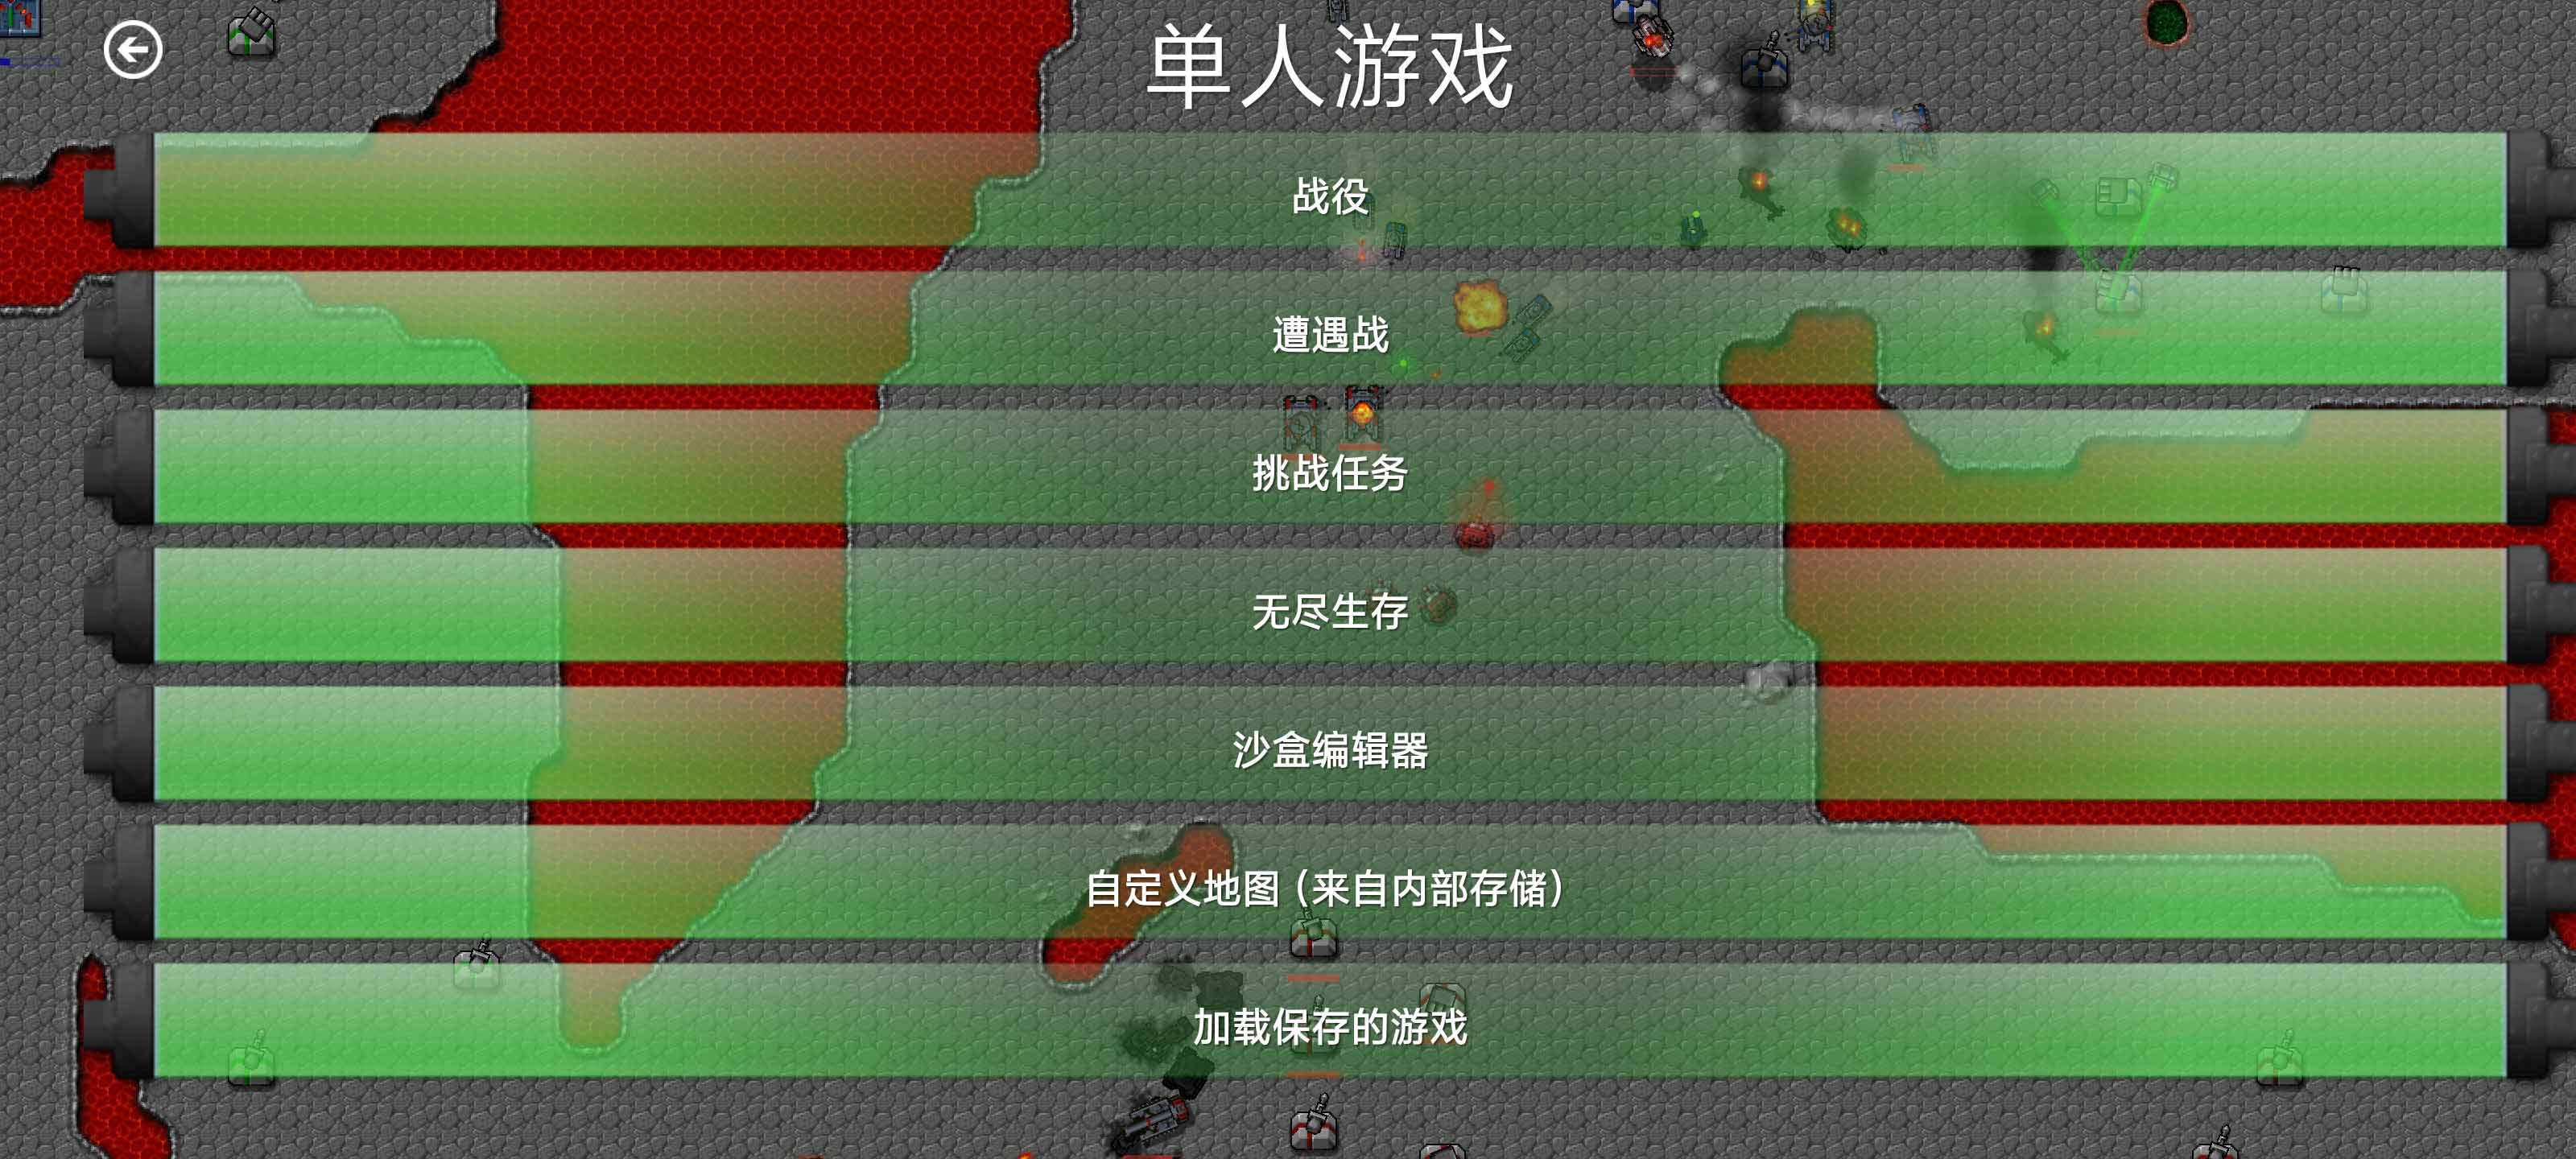 单人游戏
战役
遭遇战
挑战任务
无尽生存
沙盒编辑器
自定义地图（来自内部存储）
加载保存的游戏